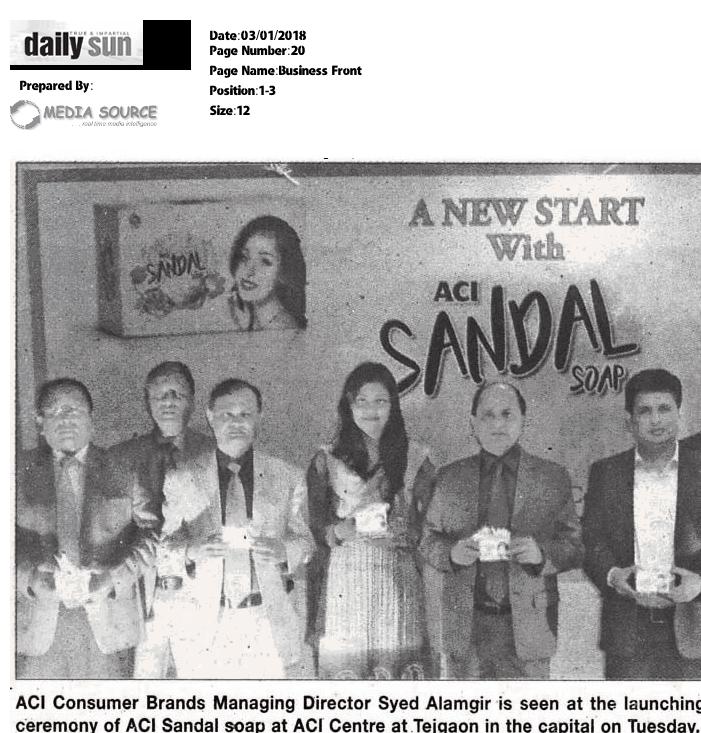 TRUE & IMPARTIAL
daily sun
Prepared By:
MEDIA SOURCE
... real time media intelligence
Date:03/01/2018
Page Number:20
Page Name:Business Front
Position:1-3
Size:12
SANDAL
A NEW START
With
ACI
SANDAL
SOAP
ACI Consumer Brands Managing Director Syed Alamgir is seen at the launching
ceremony of ACI Sandal soap at ACI Centre at Tejgaon in the capital on Tuesday.